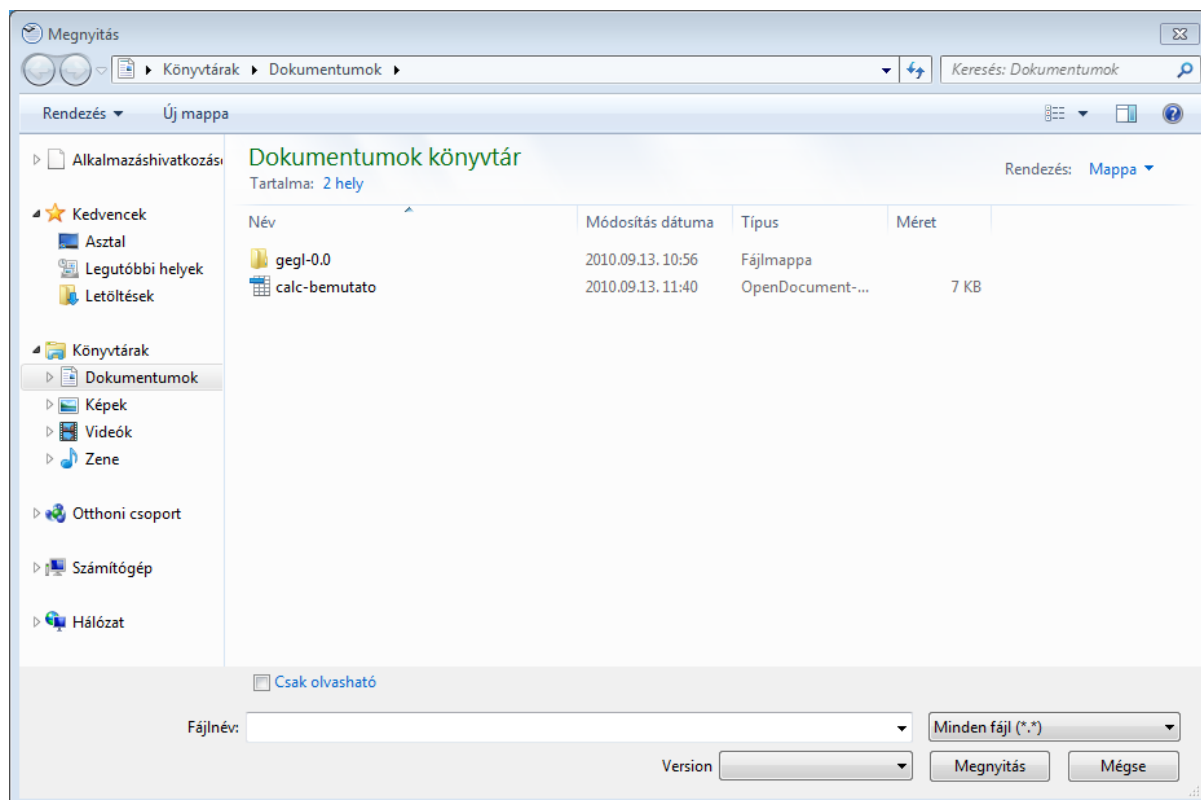 Megnyitás
Könyvtárak Dokumentumok
Keresés: Dokumentumok
Rendezés Új mappa
Alkalmazáshivatkozás
Kedvencek
Asztal
Legutóbbi helyek
Letöltések
Könyvtárak
Dokumentumok
Képek
Videók
Zene
Otthoni csoport
Számítógép
Hálózat
Dokumentumok könyvtár
Tartalma: 2 hely
Rendezés: Mappa
Név Módosítás dátuma Típus Méret
gegl-0.0 2010.09.13. 10:56 Fájlmappa
calc-bemutato 2010.09.13. 11:40 OpenDocument-... 7 KB
Csak olvasható
Fájlnév: Minden fájl (*.*)
Version Megnyitás Mégse